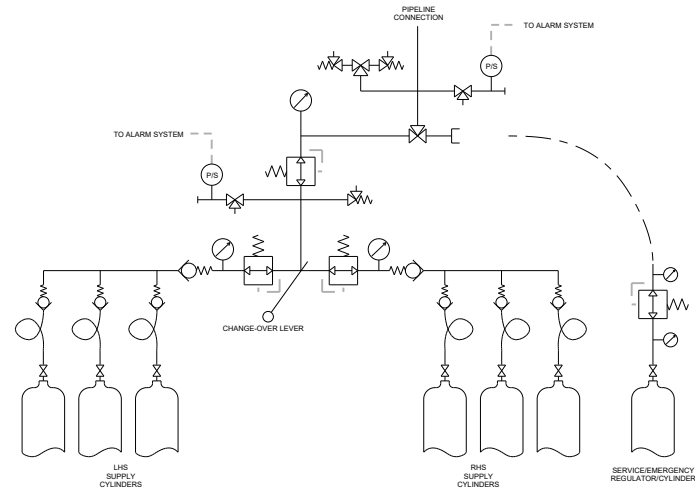 PIPELINE
CONNECTION
TO ALARM SYSTEM
P/S
TO ALARM SYSTEM
P/S
CHANGE-OVER LEVER
LHS
SUPPLY
CYLINDERS
RHS
SUPPLY
CYLINDERS
SERVICE/EMERGENCY
REGULATOR/CYLINDER